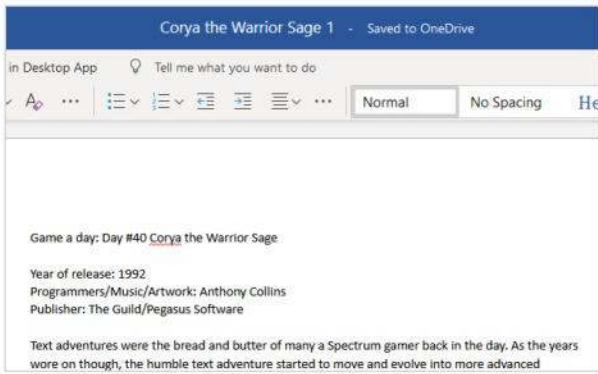 Corya the Warrior Sage 1 - Saved to OneDrive
in Desktop App Tell me what you want to do
A ... Normal No Spacing He
Game a day: Day #40 Corya the Warrior Sage
Year of release: 1992
Programmers/Music/Artwork: Anthony Collins
Publisher: The Guild/Pegasus Software
Text adventures were the bread and butter of many a Spectrum gamer back in the day. As the years
wore on though, the humble text adventure started to move and evolve into more advanced